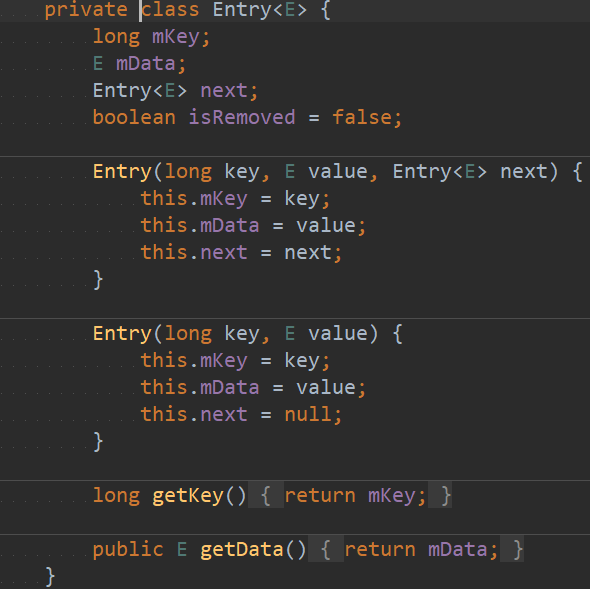 private class Entry<E> {
long mKey;
E mData;
Entry<E> next;
boolean isRemoved = false;
Entry(long key, E value, Entry<E> next) {
this.mKey = key;
this.mData = value;
this.next = next;
}
Entry(long key, E value) {
this.mKey = key;
this.mData = value;
this.next = null;
}
long getKey() { return mKey; }
public E getData() { return mData; }
}